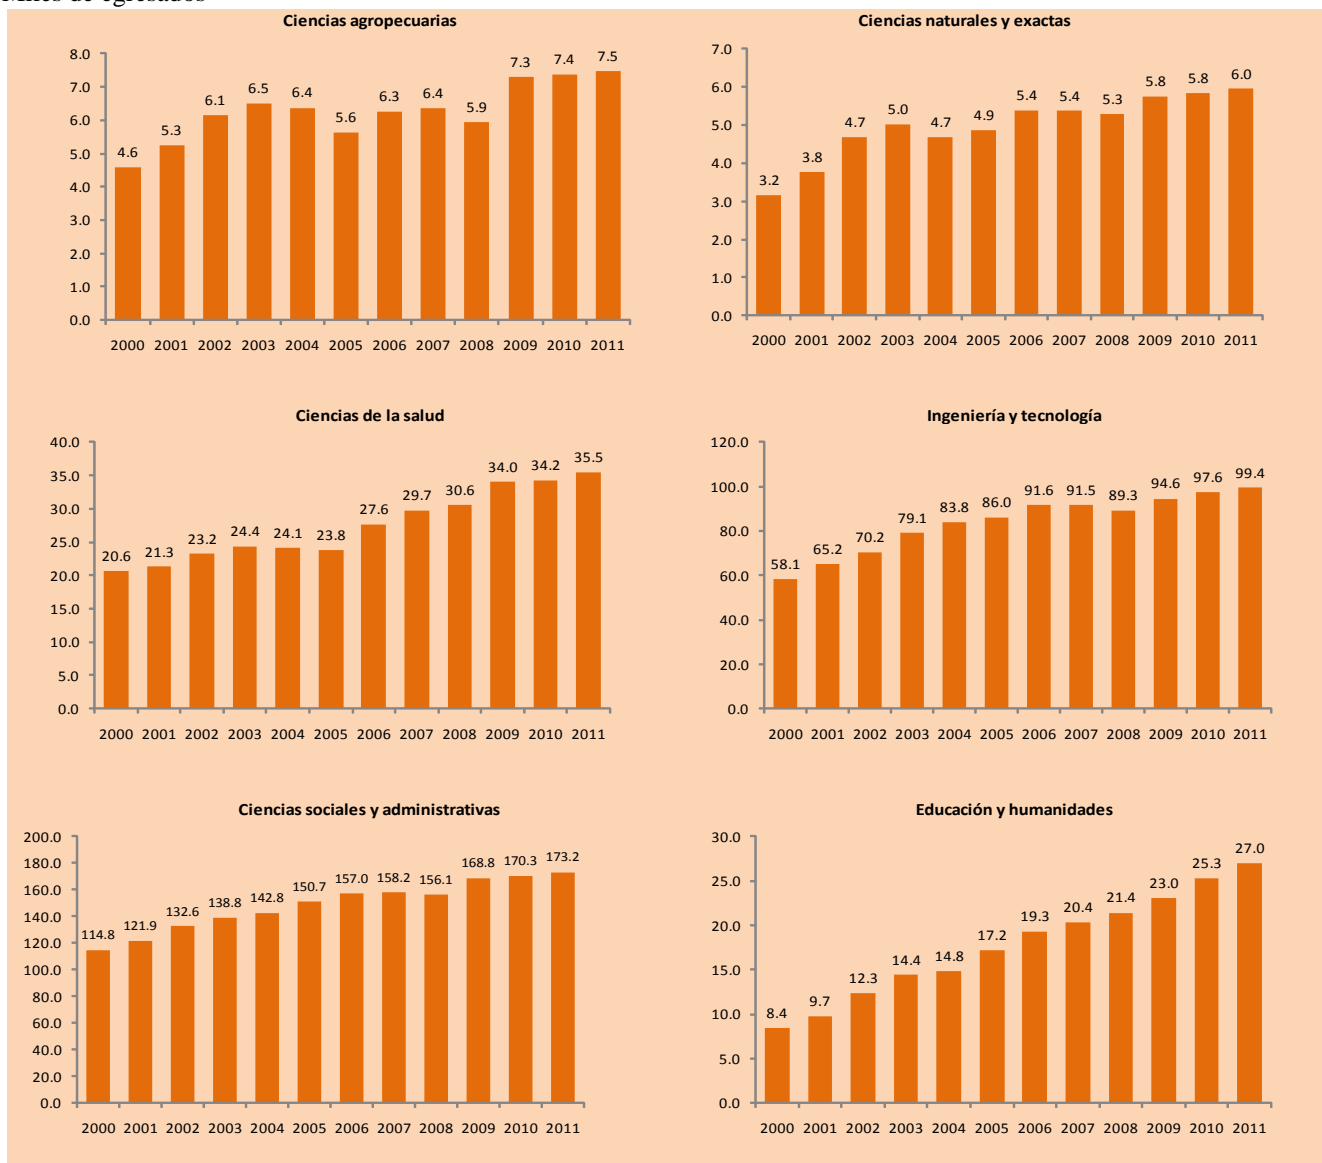 Miles de egresados
Ciencias agropecuarias
8.0
7.0
6.0
5.0
4.0
3.0
2.0
1.0
0.0
4.6 5.3 6.1 6.5 6.4 5.6 6.3 6.4 5.9 7.3 7.4 7.5
2000 2001 2002 2003 2004 2005 2006 2007 2008 2009 2010 2011
Ciencias naturales y exactas
7.0
6.0
5.0
4.0
3.0
2.0
1.0
0.0
3.2 3.8 4.7 5.0 4.7 4.9 5.4 5.4 5.3 5.8 5.8 6.0
2000 2001 2002 2003 2004 2005 2006 2007 2008 2009 2010 2011
Ciencias de la salud
40.0
35.0
30.0
25.0
20.0
15.0
10.0
5.0
0.0
20.6 21.3 23.2 24.4 24.1 23.8 27.6 29.7 30.6 34.0 34.2 35.5
2000 2001 2002 2003 2004 2005 2006 2007 2008 2009 2010 2011
Ingeniería y tecnología
120.0
100.0
80.0
60.0
40.0
20.0
0.0
58.1 65.2 70.2 79.1 83.8 86.0 91.6 91.5 89.3 94.6 97.6 99.4
2000 2001 2002 2003 2004 2005 2006 2007 2008 2009 2010 2011
Ciencias sociales y administrativas
200.0
180.0
160.0
140.0
120.0
100.0
80.0
60.0
40.0
20.0
0.0
114.8 121.9 132.6 138.8 142.8 150.7 157.0 158.2 156.1 168.8 170.3 173.2
2000 2001 2002 2003 2004 2005 2006 2007 2008 2009 2010 2011
Educación y humanidades
30.0
25.0
20.0
15.0
10.0
5.0
0.0
8.4 9.7 12.3 14.4 14.8 17.2 19.3 20.4 21.4 23.0 25.3 27.0
2000 2001 2002 2003 2004 2005 2006 2007 2008 2009 2010 2011